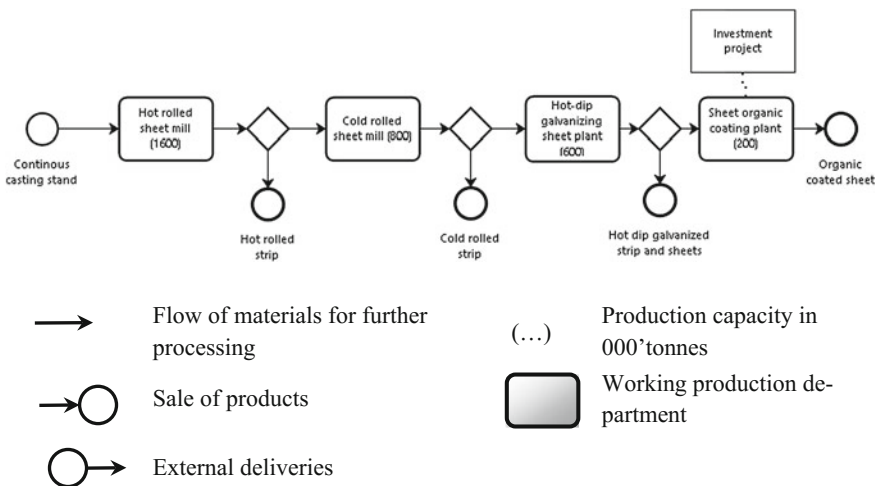 Investment
project
Hot rolled
sheet mill
(1600)
Cold rolled
sheet mill (800)
Hot-dip
galvanizing
sheet plant
(600)
Sheet organic
coating plant
(200)
Continous
casting stand
Organic
coated sheet
Hot rolled
strip
Cold rolled
strip
Hot dip galvanized
strip and sheets
Flow of materials for further
processing
(…)
Production capacity in
000’tonnes
Sale of products
Working production de-
partment
External deliveries